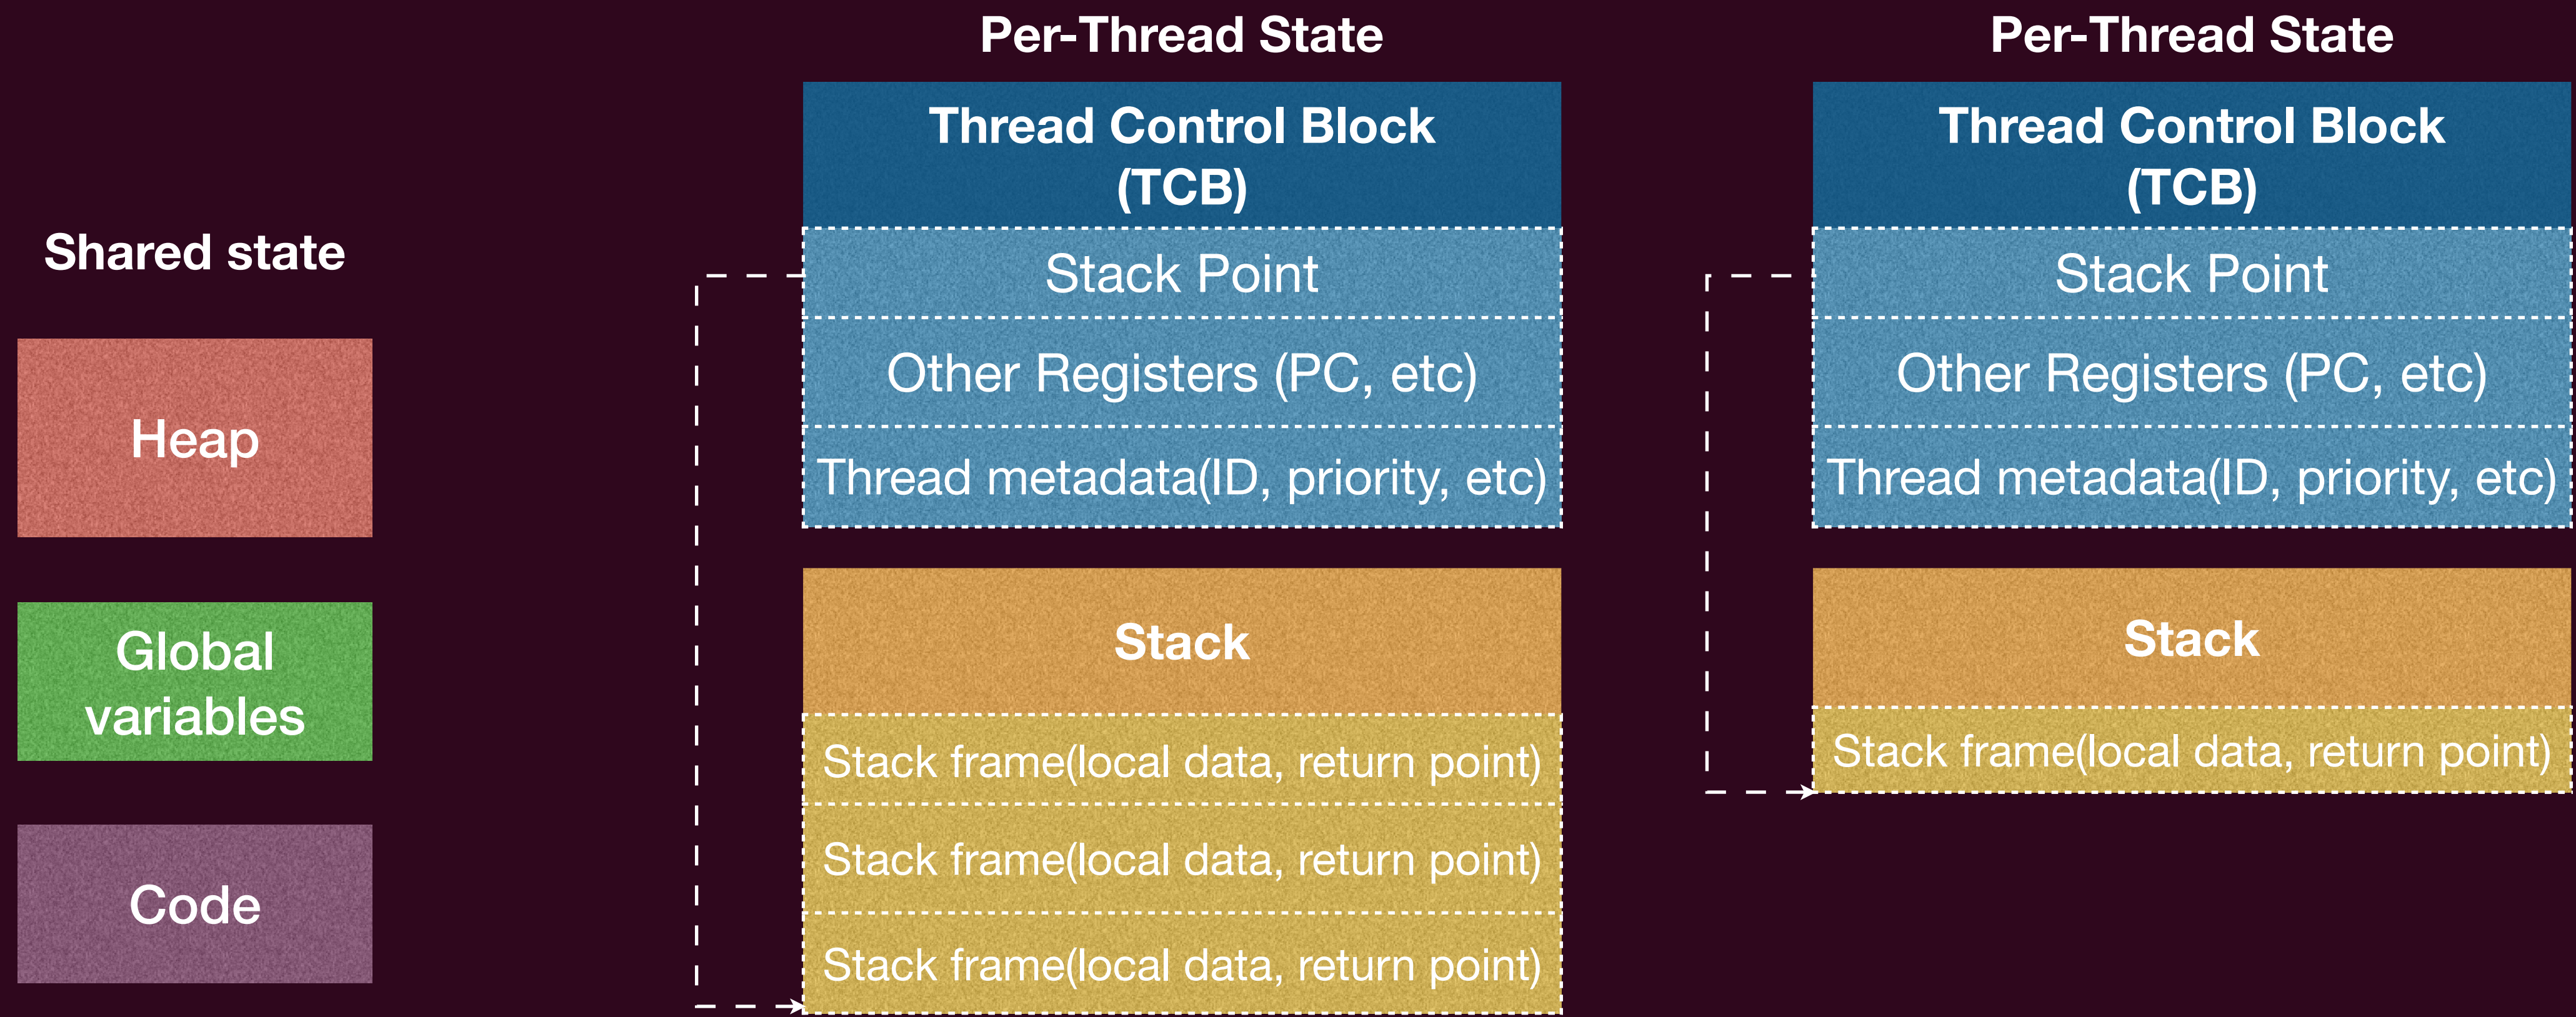 Shared state
Heap
Global
variables
Code
Per-Thread State
Thread Control Block
(TCB)
Stack Point
Other Registers (PC, etc)
Thread metadata(ID, priority, etc)
Stack
Stack frame(local data, return point)
Stack frame(local data, return point)
Stack frame(local data, return point)
Per-Thread State
Thread Control Block
(TCB)
Stack Point
Other Registers (PC, etc)
Thread metadata(ID, priority, etc)
Stack
Stack frame(local data, return point)